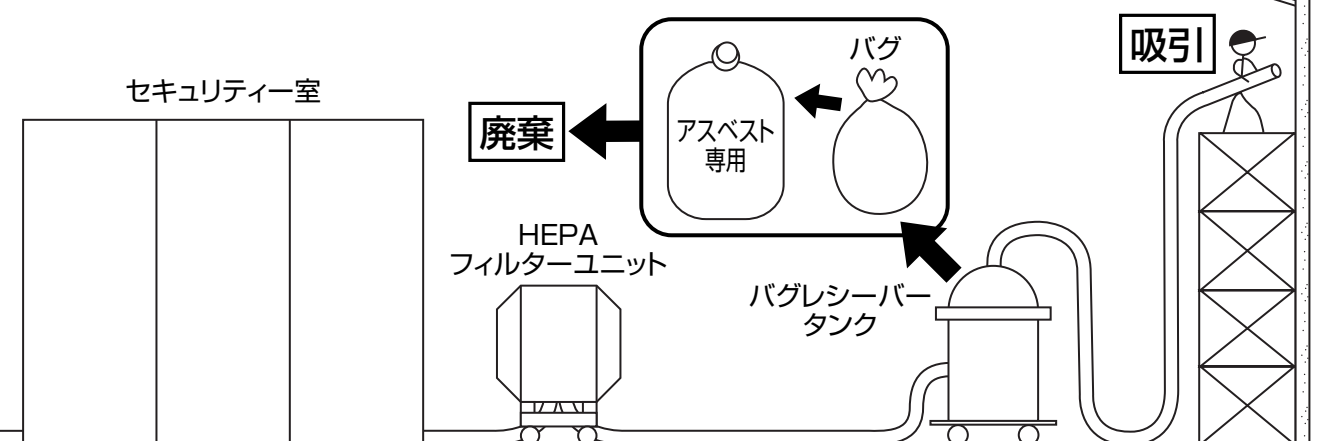 吸引
バグ
セキュリティー室
廃棄
アスベスト
専用
HEPA
フィルターユニット
バグレシーバー
タンク